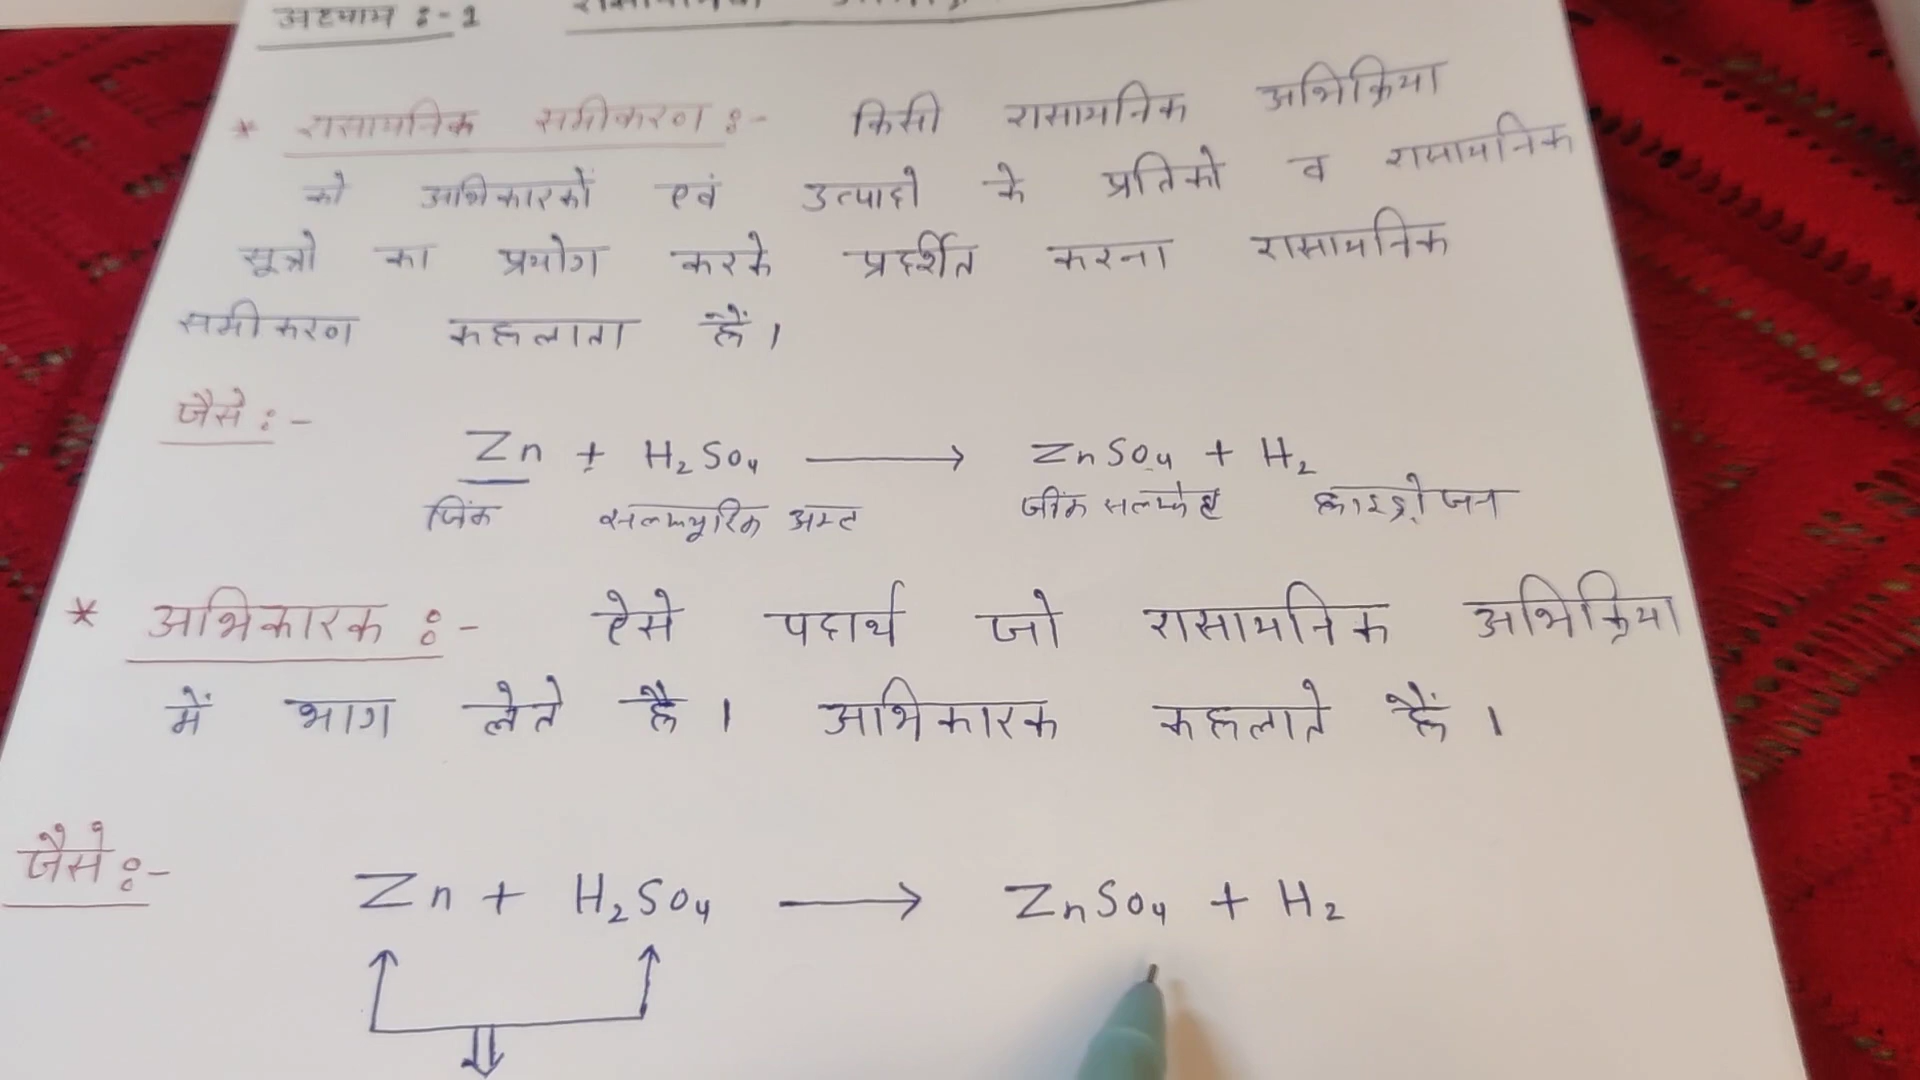 अध्याय :- 1
* रासायनिक समीकरण :- किसी रासायनिक अभिक्रिया
को अभिकारकों एवं उत्पादो के प्रतिको व रासायनिक
सूत्रो का प्रयोग करके प्रदर्शित करना रासायनिक
समीकरण कहलाता हैं।
जैसे :-
Zn + H₂SO₄ ⟶ ZnSO₄ + H₂
जिंक सल्फ्यूरिक अम्ल जींक सल्फेट हाइड्रोजन
* अभिकारक :- ऐसे पदार्थ जो रासायनिक अभिक्रिया
में भाग लेते है। अभिकारक कहलाते हैं।
जैसे :-
Zn + H₂SO₄ ⟶ ZnSO₄ + H₂